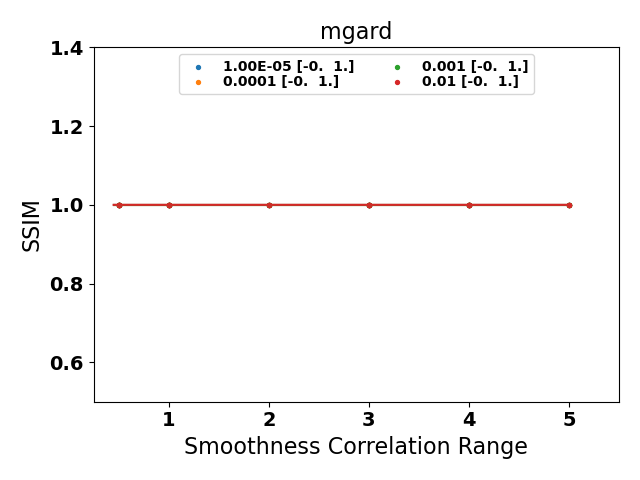 mgard
1.00E-05 [-0.  1.]
0.0001 [-0.  1.]
0.001 [-0.  1.]
0.01 [-0.  1.]
1.4
1.2
1.0
0.8
0.6
SSIM
1 2 3 4 5
Smoothness Correlation Range